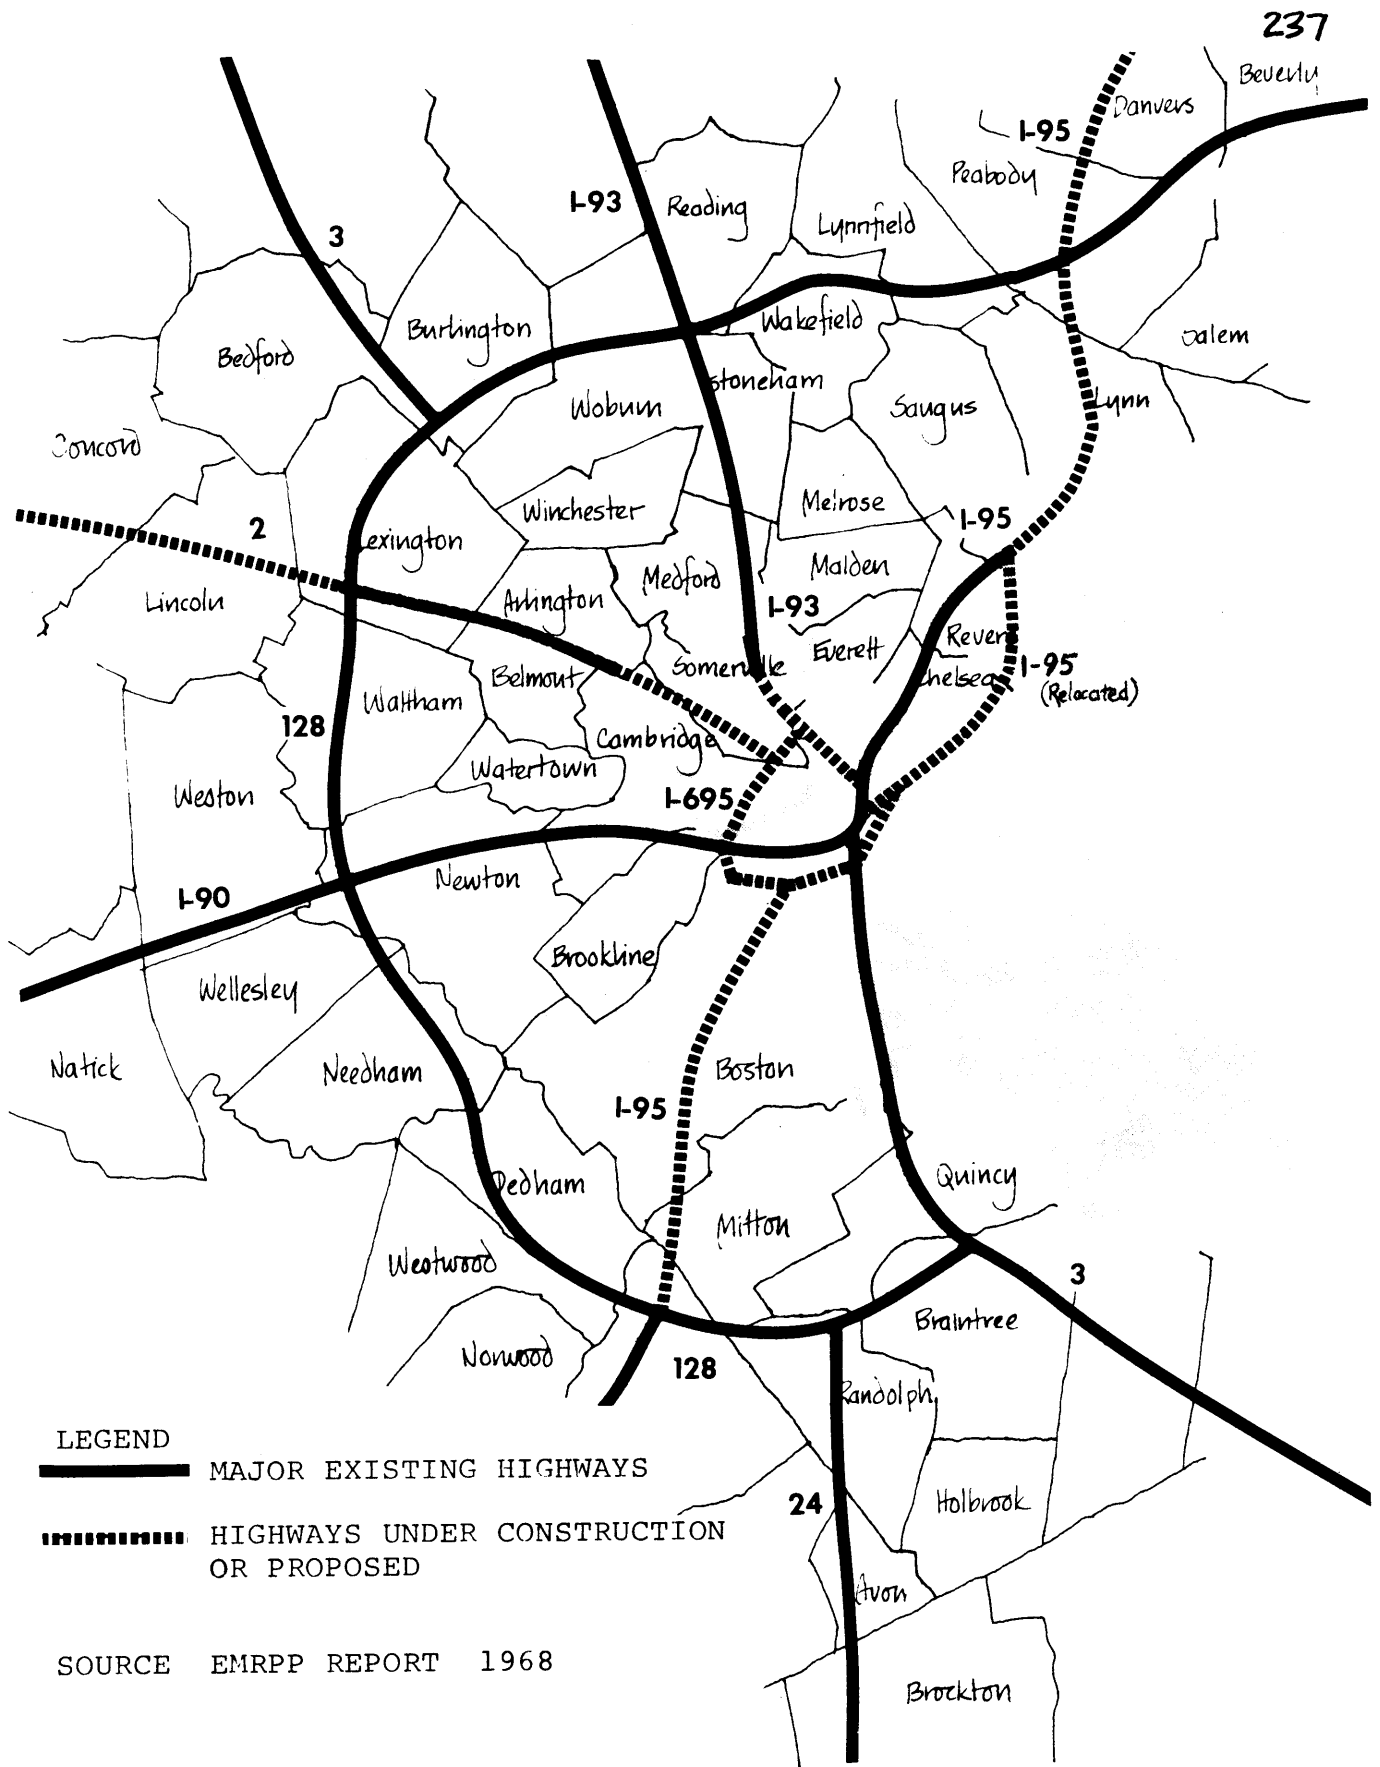 237
Beverly
Danvers
I-95
Peabody
I-93
Reading
Lynnfield
3
Burlington
Wakefield
Bedford
Salem
Stoneham
Woburn
Saugus
Lynn
Concord
Melrose
Winchester
I-95
2
Lexington
Malden
Medford
Lincoln
Arlington
I-93
Revere
Everett
Somerville
I-95
(Relocated)
Belmout
Chelsea
Waltham
128
Cambridge
Watertown
Weston
I-695
Newton
I-90
Brookline
Wellesley
Natick
Needham
Boston
I-95
Quincy
Dedham
Milton
Westwood
3
Braintree
Norwood
128
Randolph
LEGEND
MAJOR EXISTING HIGHWAYS
24
Holbrook
HIGHWAYS UNDER CONSTRUCTION
OR PROPOSED
Avon
SOURCE EMRPP REPORT 1968
Brockton